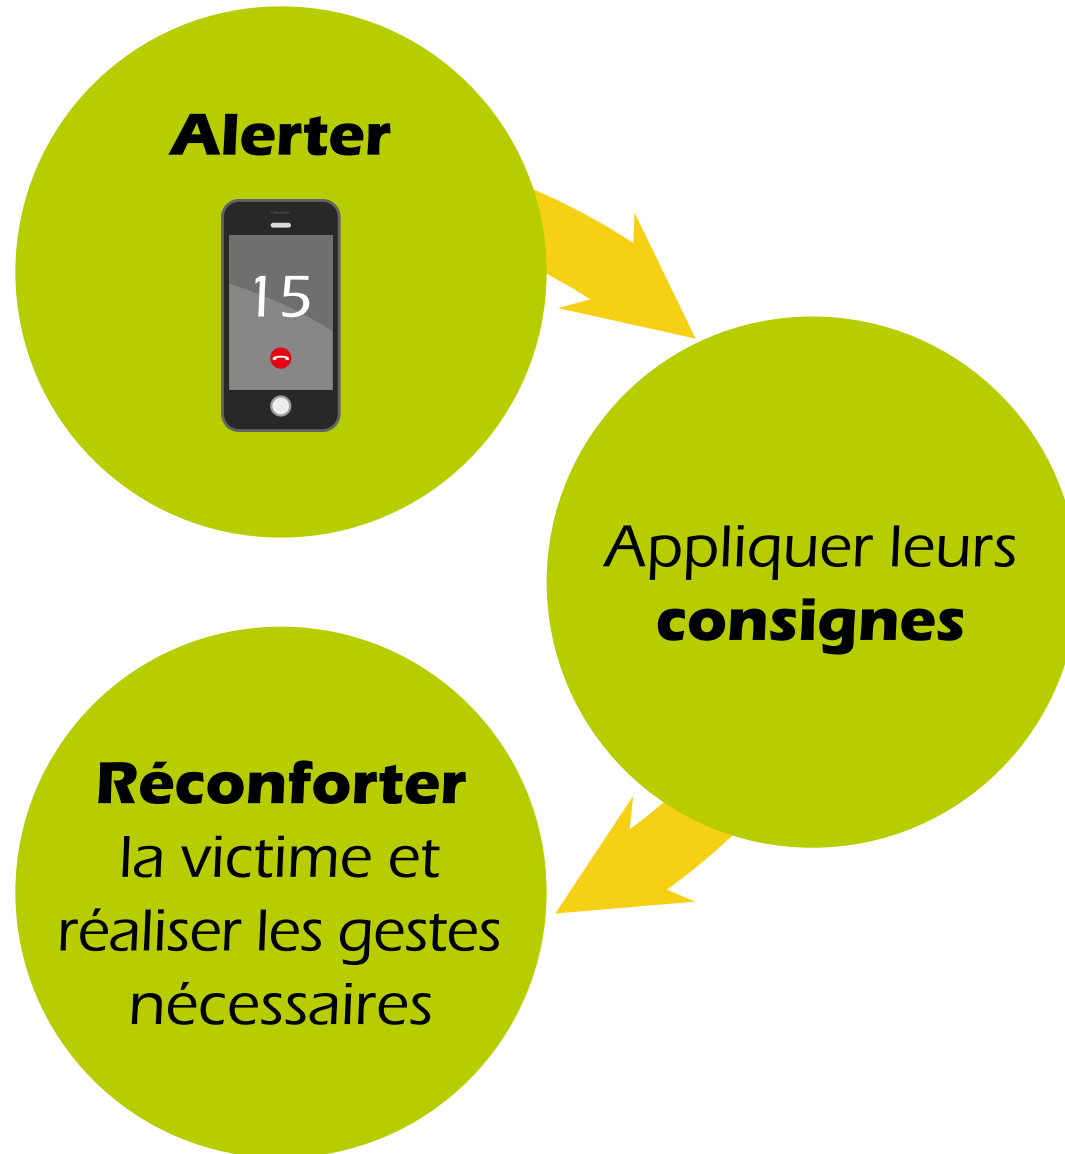 Alerter
15
Appliquer leurs
consignes
Réconforter
la victime et
réaliser les gestes
nécessaires